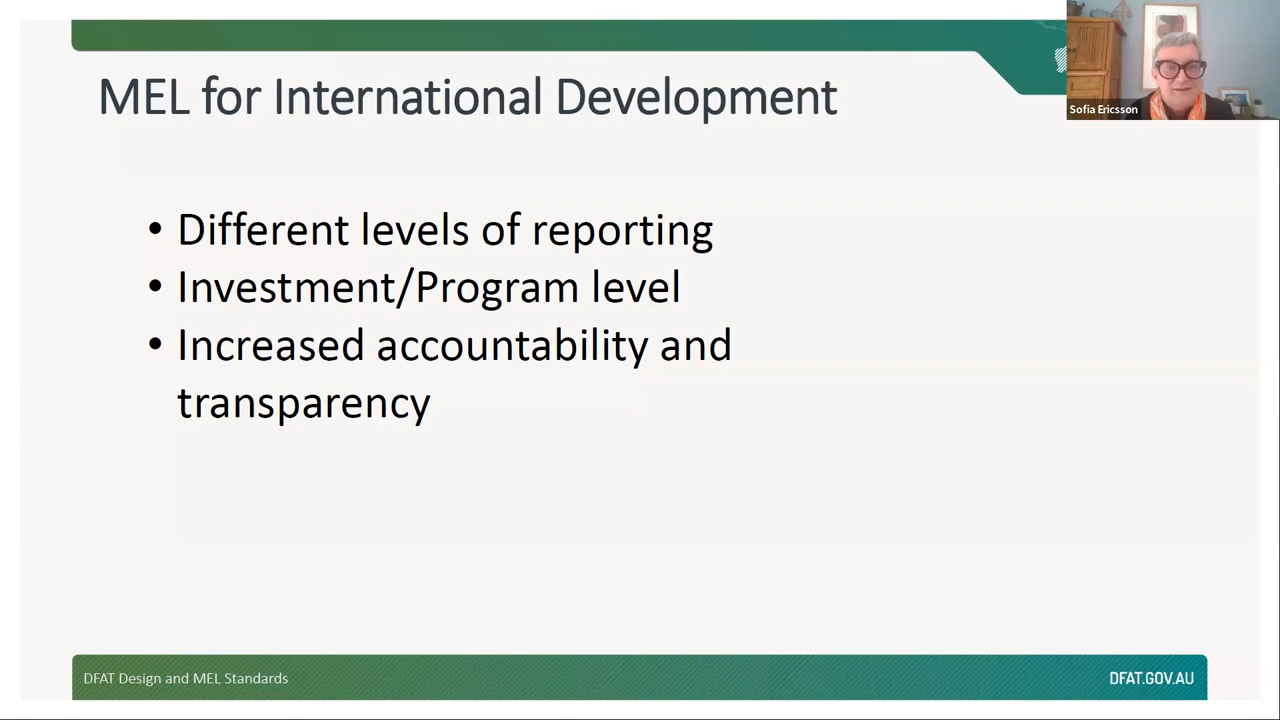 MEL for International Development
Sofia Ericsson
• Different levels of reporting
• Investment/Program level
• Increased accountability and
transparency
DFAT Design and MEL Standards
DFAT.GOV.AU